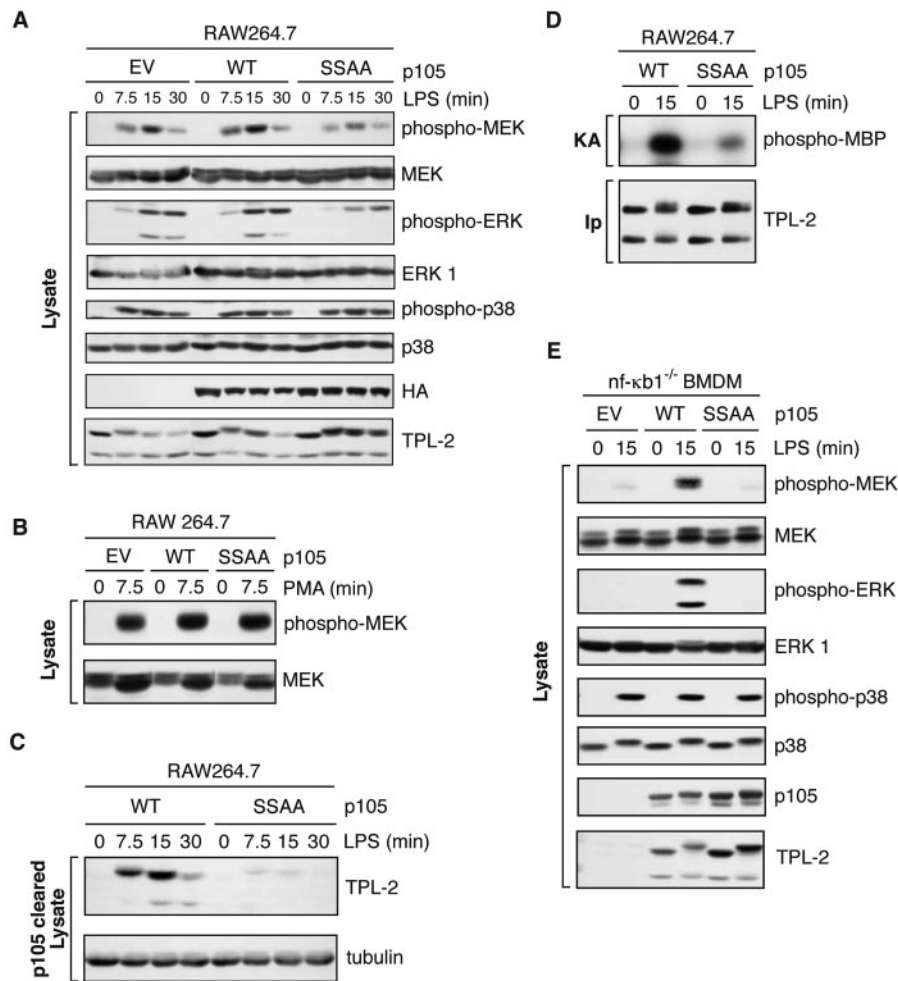 A
RAW264.7
EV WT SSAA p105
0 7.5 15 30 0 7.5 15 30 0 7.5 15 30 LPS (min)
phospho-MEK
MEK
phospho-ERK
ERK 1
phospho-p38
p38
HA
TPL-2
Lysate
B
RAW 264.7
EV WT SSAA p105
0 7.5 0 7.5 0 7.5 PMA (min)
phospho-MEK
MEK
Lysate
C
RAW264.7
WT SSAA p105
0 7.5 15 30 0 7.5 15 30 LPS (min)
TPL-2
tubulin
p105 cleared
Lysate
D
RAW264.7
WT SSAA p105
0 15 0 15 LPS (min)
KA phospho-MBP
Ip TPL-2
E
nf-κb1-/- BMDM
EV WT SSAA p105
0 15 0 15 0 15 LPS (min)
phospho-MEK
MEK
phospho-ERK
ERK 1
phospho-p38
p38
p105
TPL-2
Lysate